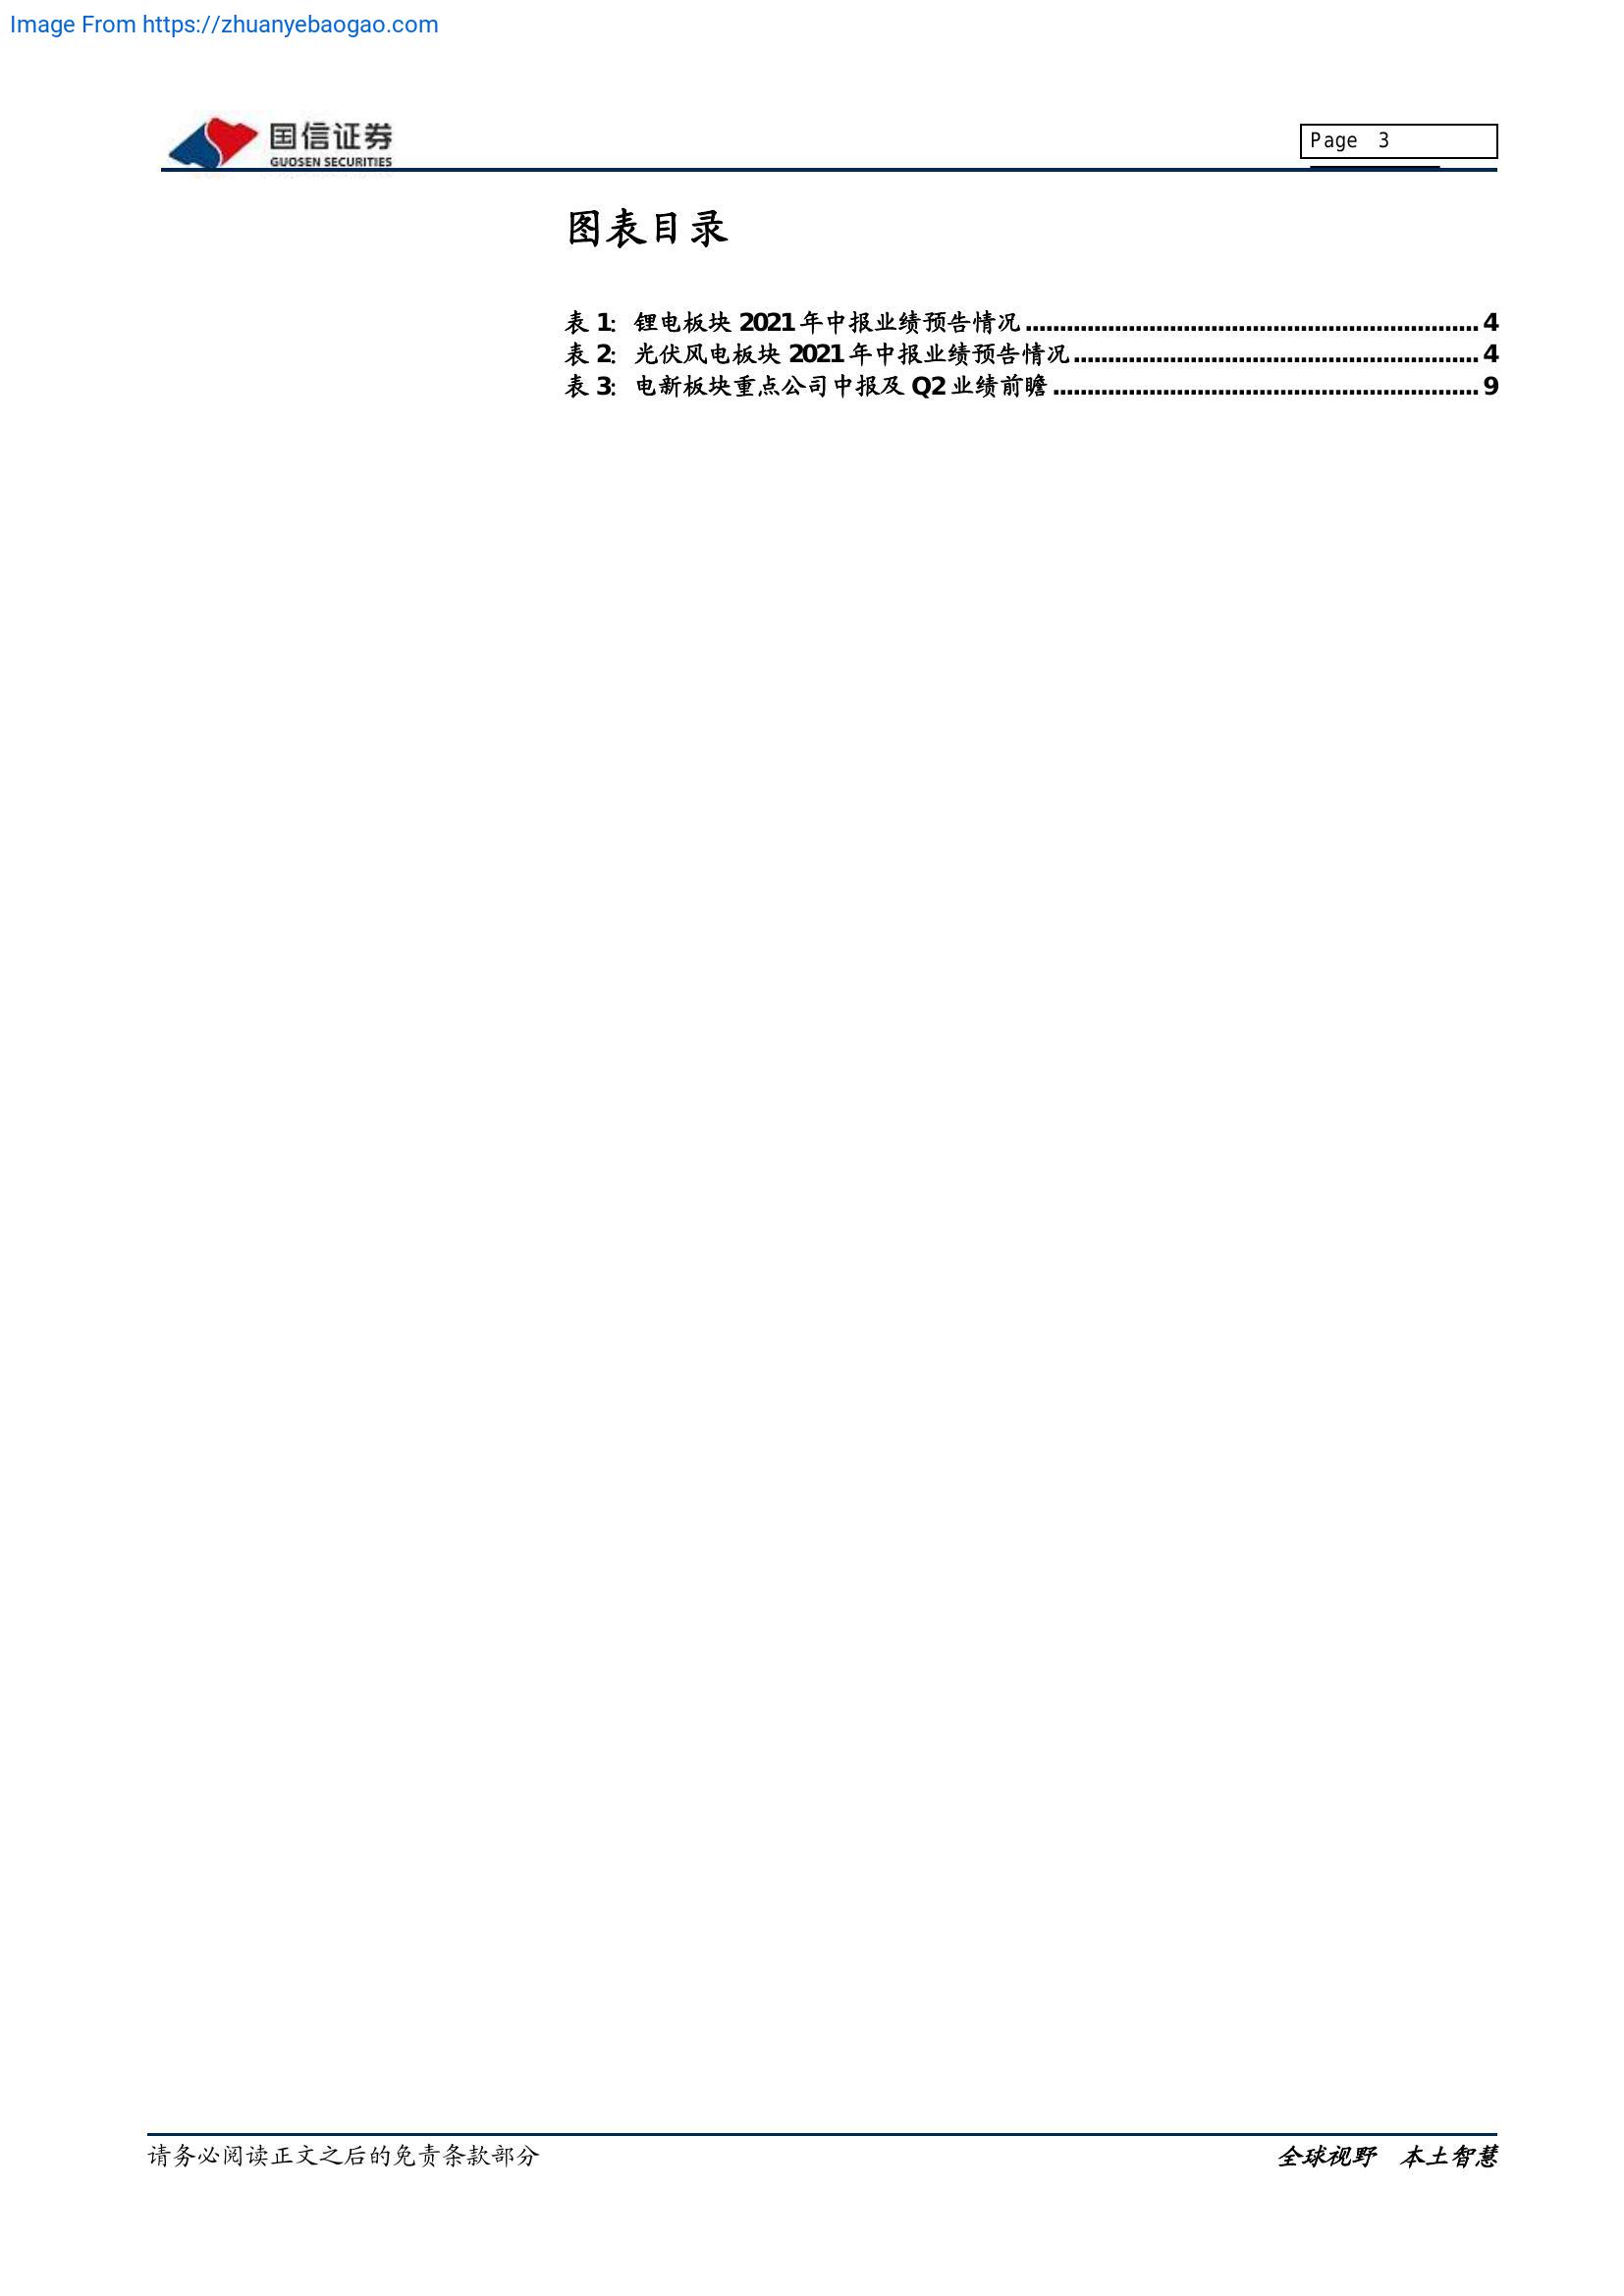 Image From https://zhuanyebaogao.com
国信证券
GUOSEN SECURITIES
Page 3
图表目录
表 1: 锂电板块 2021 年中报业绩预告情况 ................................................................ 4
表 2: 光伏风电板块 2021 年中报业绩预告情况 ......................................................... 4
表 3: 电新板块重点公司中报及 Q2 业绩前瞻 ............................................................ 9
请务必阅读正文之后的免责条款部分
全球视野 本土智慧